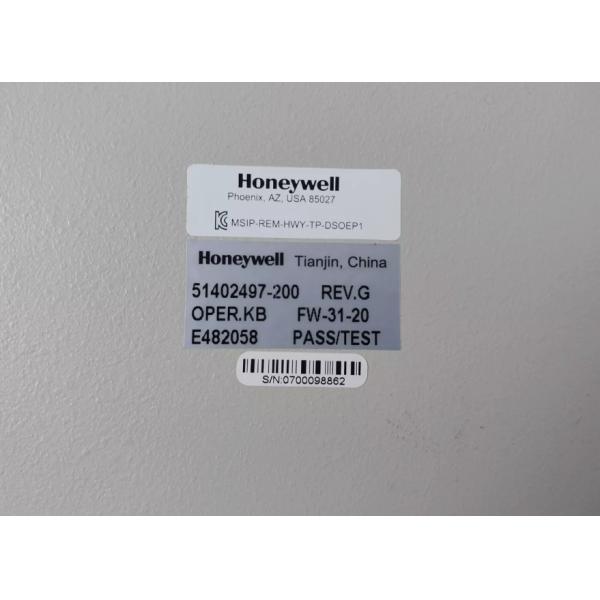 Honeywell
Phoenix, AZ, USA 85027
MSIP-REM-HWY-TP-DSOEP1
Honeywell Tianjin, China
51402497-200 REV.G
OPER.KB FW-31-20
E482058 PASS/TEST
S/N:0700098862